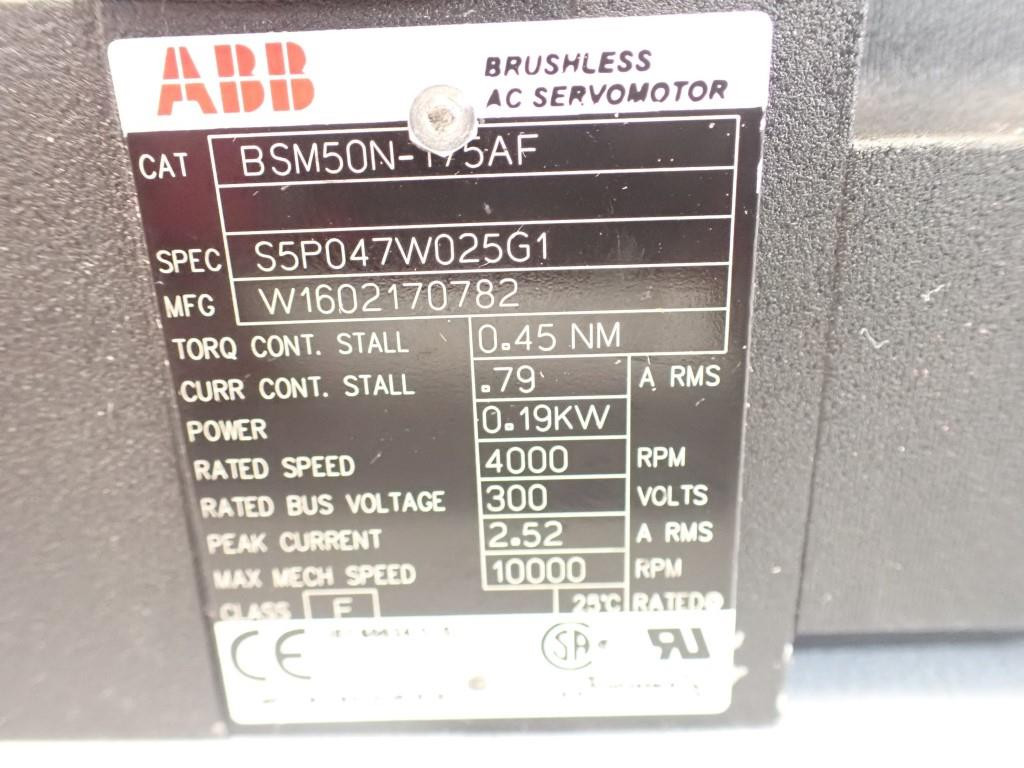 ABB
BRUSHLESS
AC SERVOMOTOR
CAT BSM50N-175AF
SPEC S5P047W025G1
MFG W1602170782
TORQ CONT. STALL 0.45 NM
CURR CONT. STALL .79 A RMS
POWER 0.19KW
RATED SPEED 4000 RPM
RATED BUS VOLTAGE 300 VOLTS
PEAK CURRENT 2.52 A RMS
MAX MECH SPEED 10000 RPM
CLASS F 25°C RATED@
CE